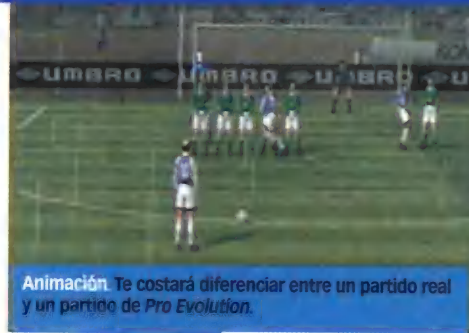 UMBRO UMBRO UMBRO
Animación. Te costará diferenciar entre un partido real
y un partido de Pro Evolution.